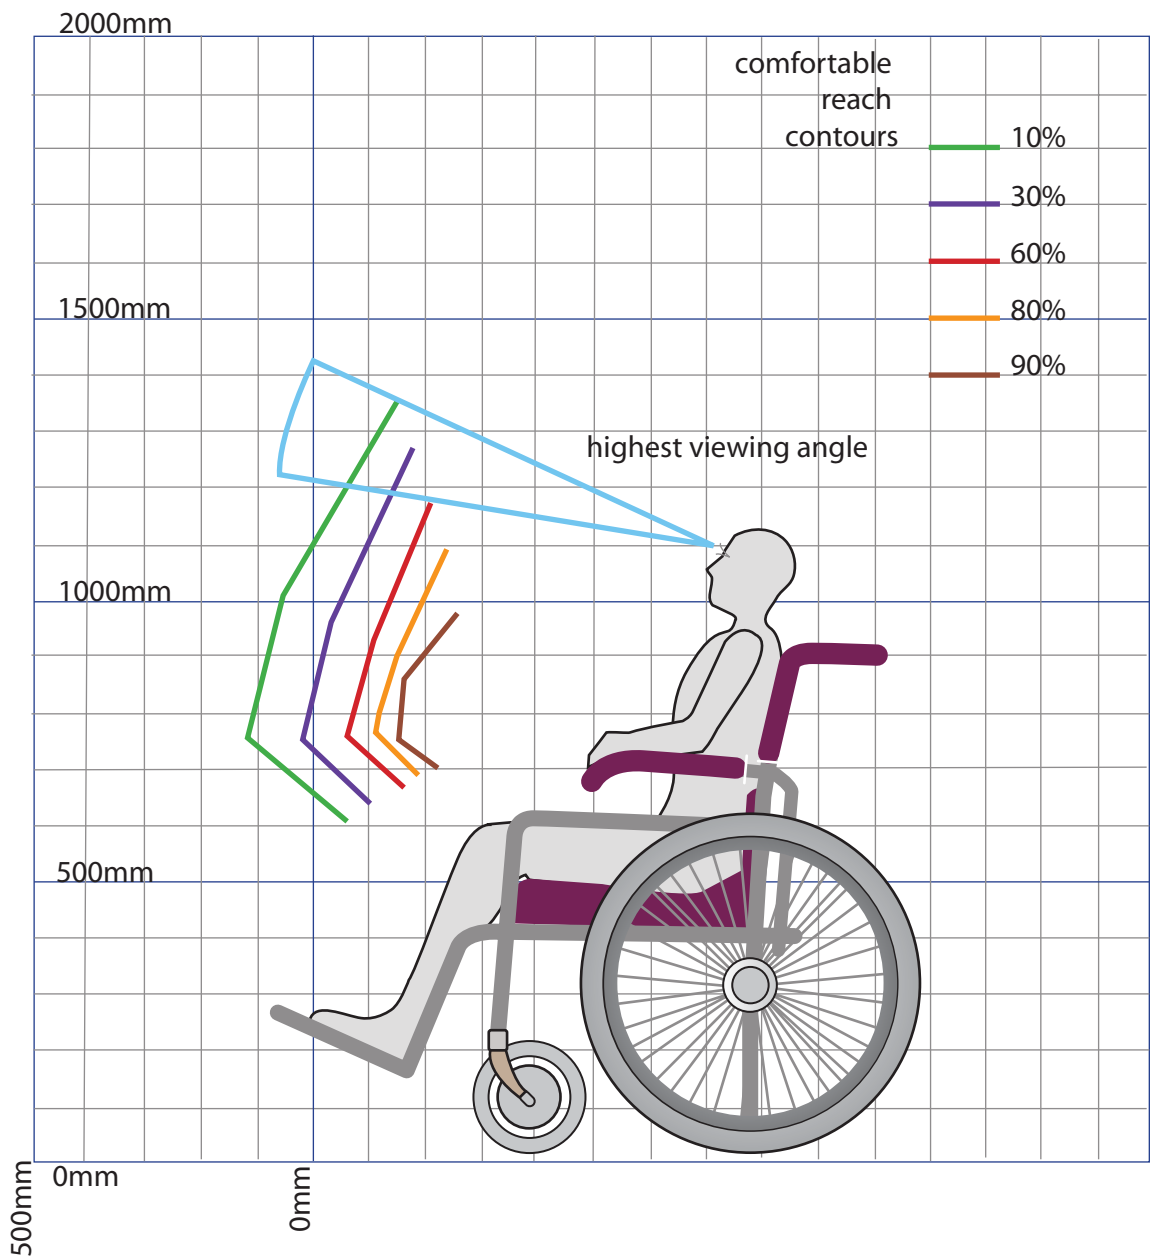 2000mm
comfortable
reach
contours
10%
30%
60%
1500mm
80%
90%
highest viewing angle
1000mm
500mm
0mm
500mm
0mm